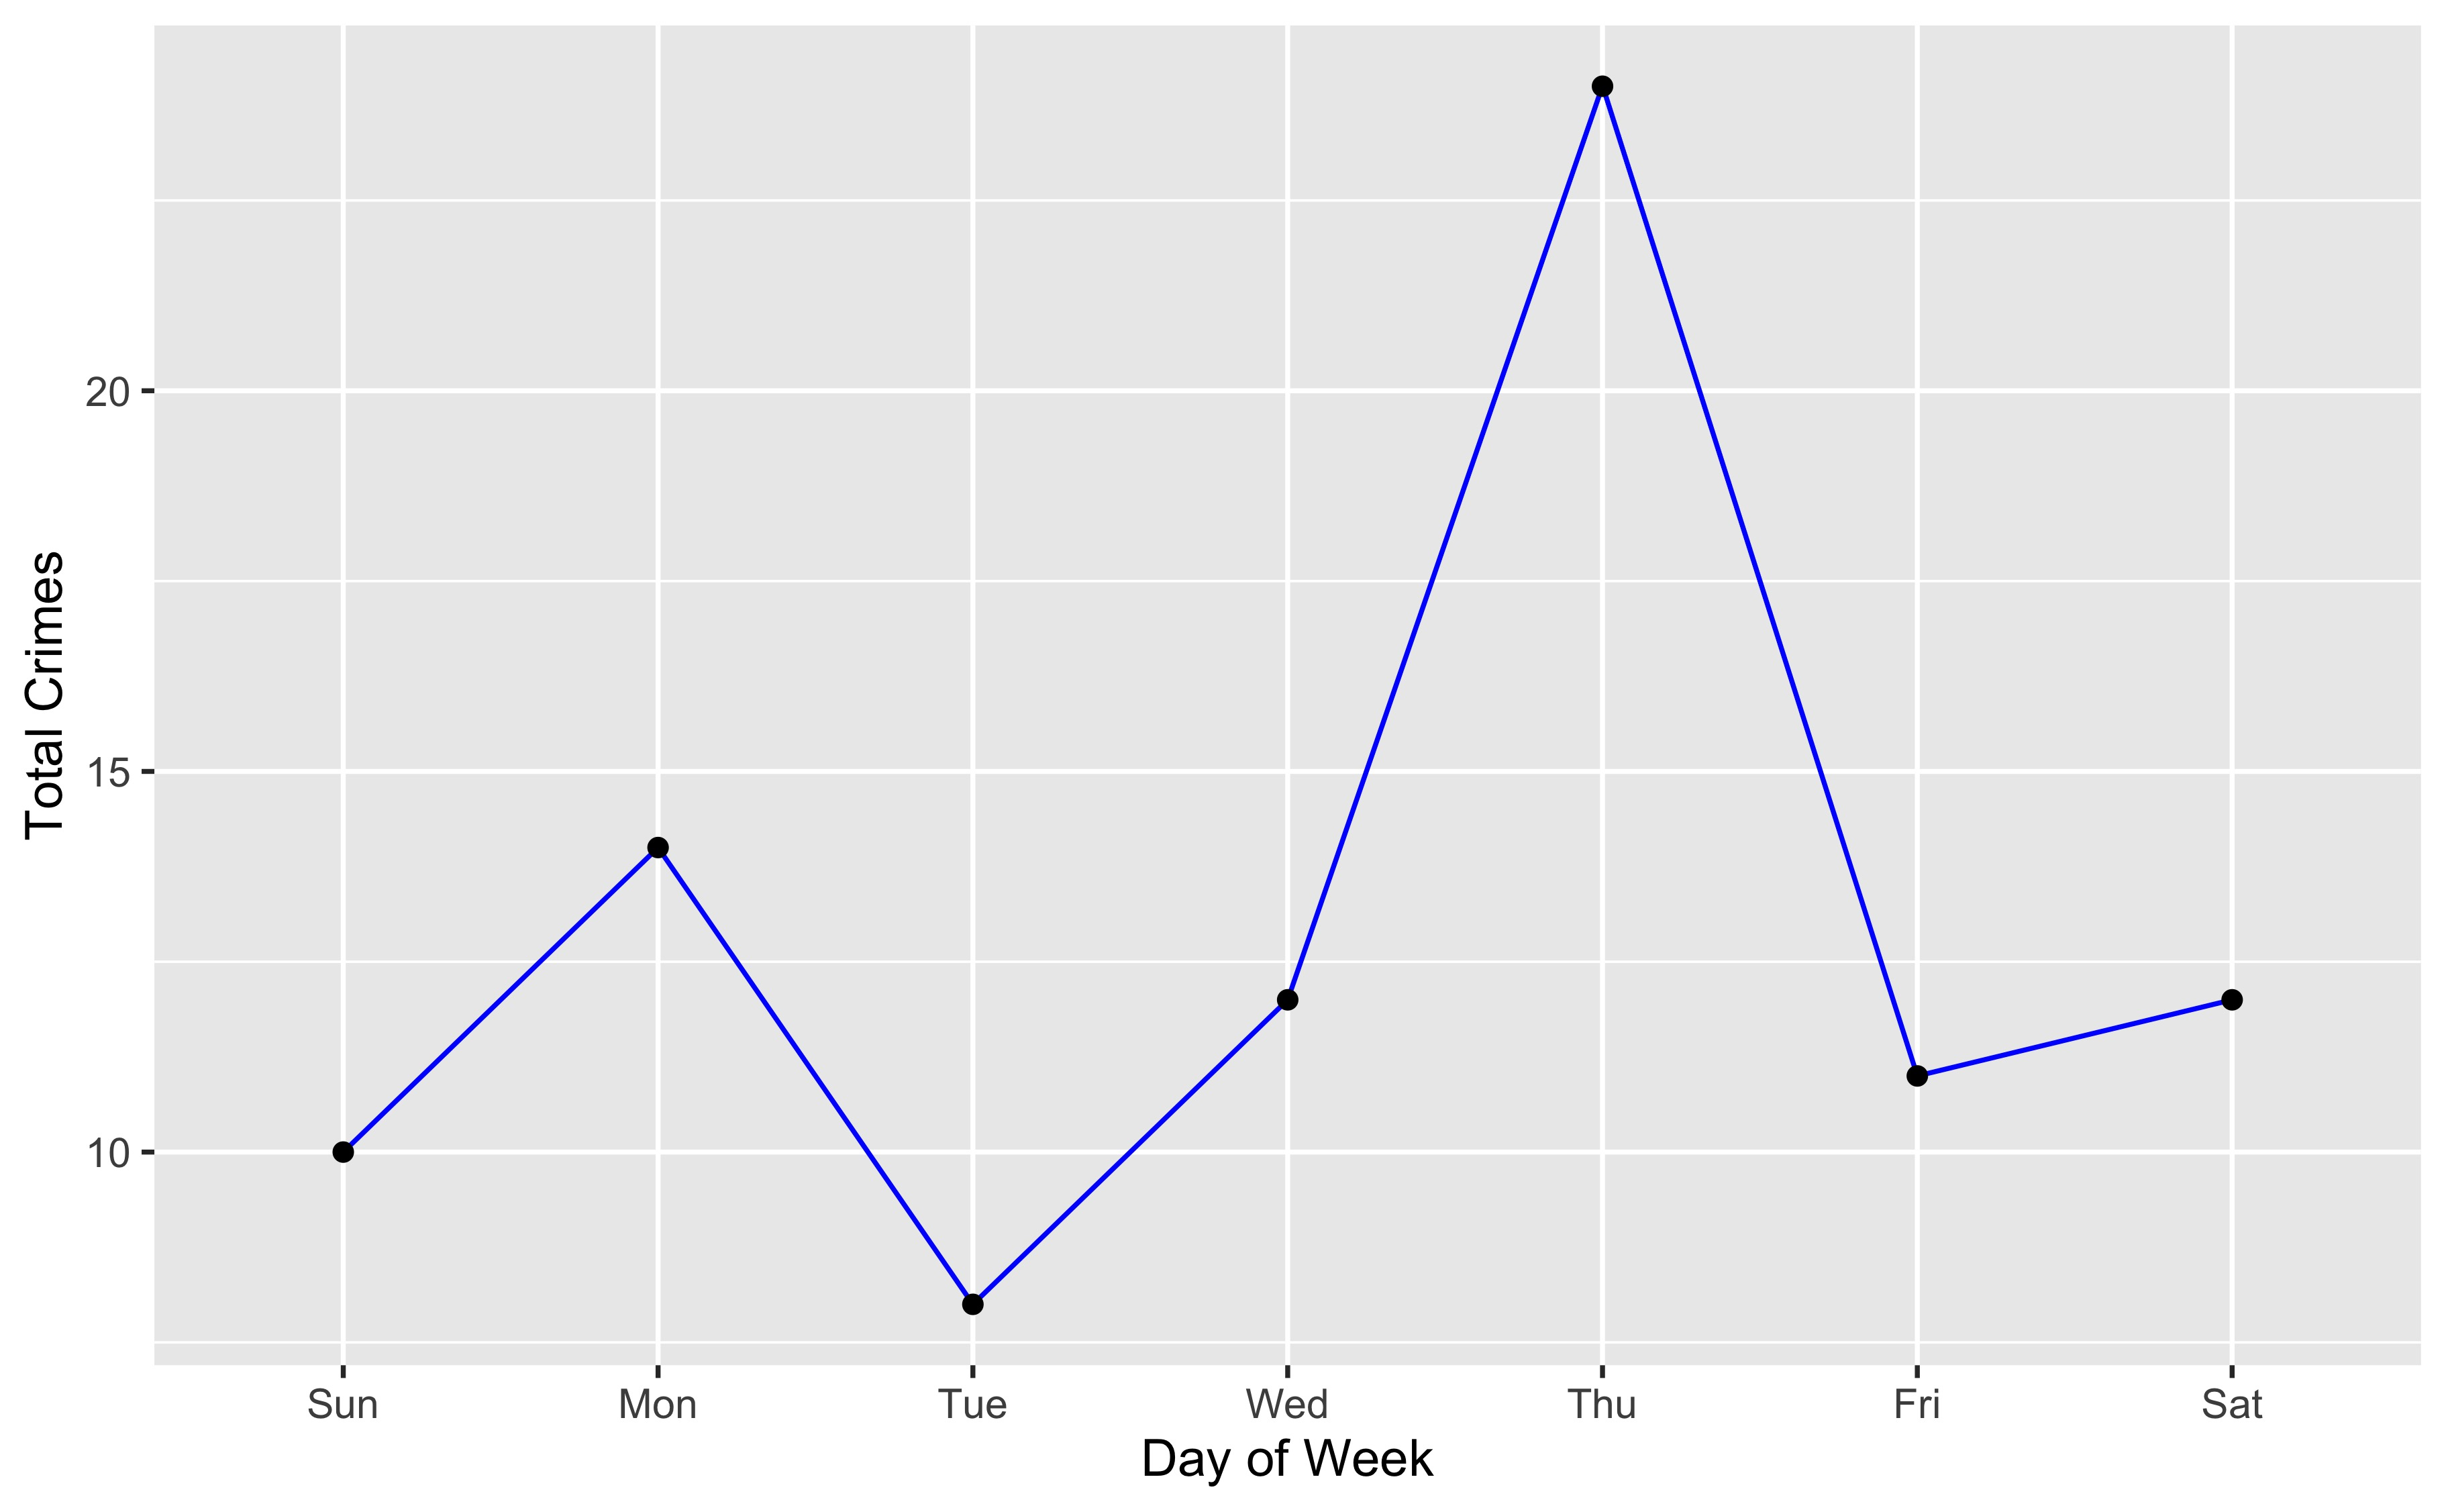 Total Crimes
20
15
10
Sun Mon Tue Wed Thu Fri Sat
Day of Week